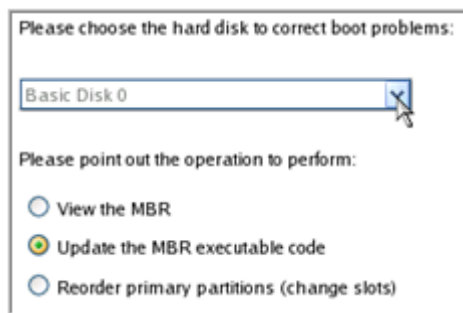 Please choose the hard disk to correct boot problems:
Basic Disk 0
Please point out the operation to perform:
View the MBR
Update the MBR executable code
Reorder primary partitions (change slots)